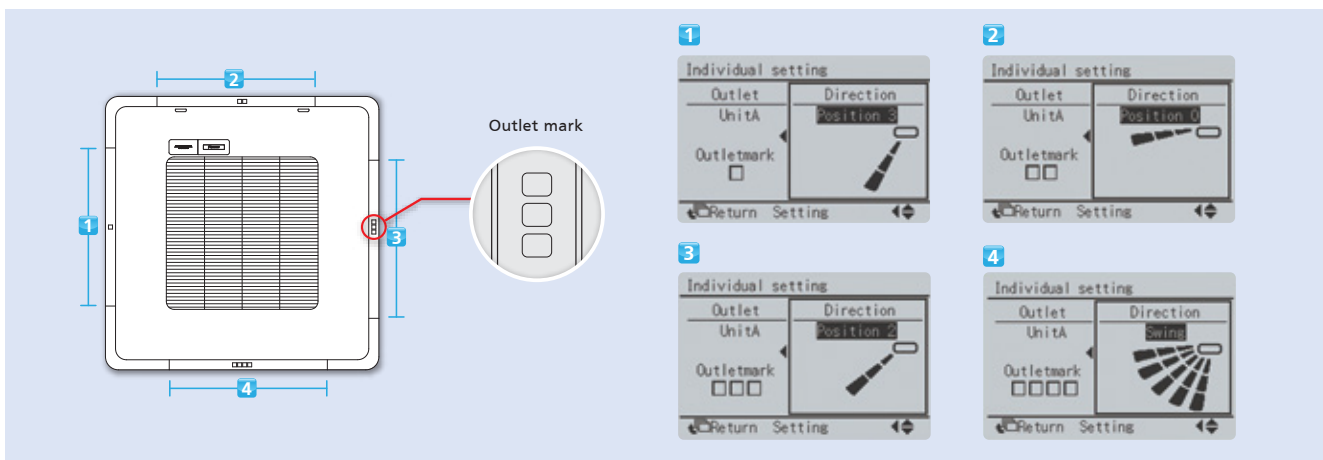 2
1
3
4
Outlet mark
1
Individual setting
Outlet
Direction
UnitA
Position 3
Outletmark
Return Setting
2
Individual setting
Outlet
Direction
UnitA
Position 0
Outletmark
Return Setting
3
Individual setting
Outlet
Direction
UnitA
Position 2
Outletmark
Return Setting
4
Individual setting
Outlet
Direction
UnitA
Swing
Outletmark
Return Setting